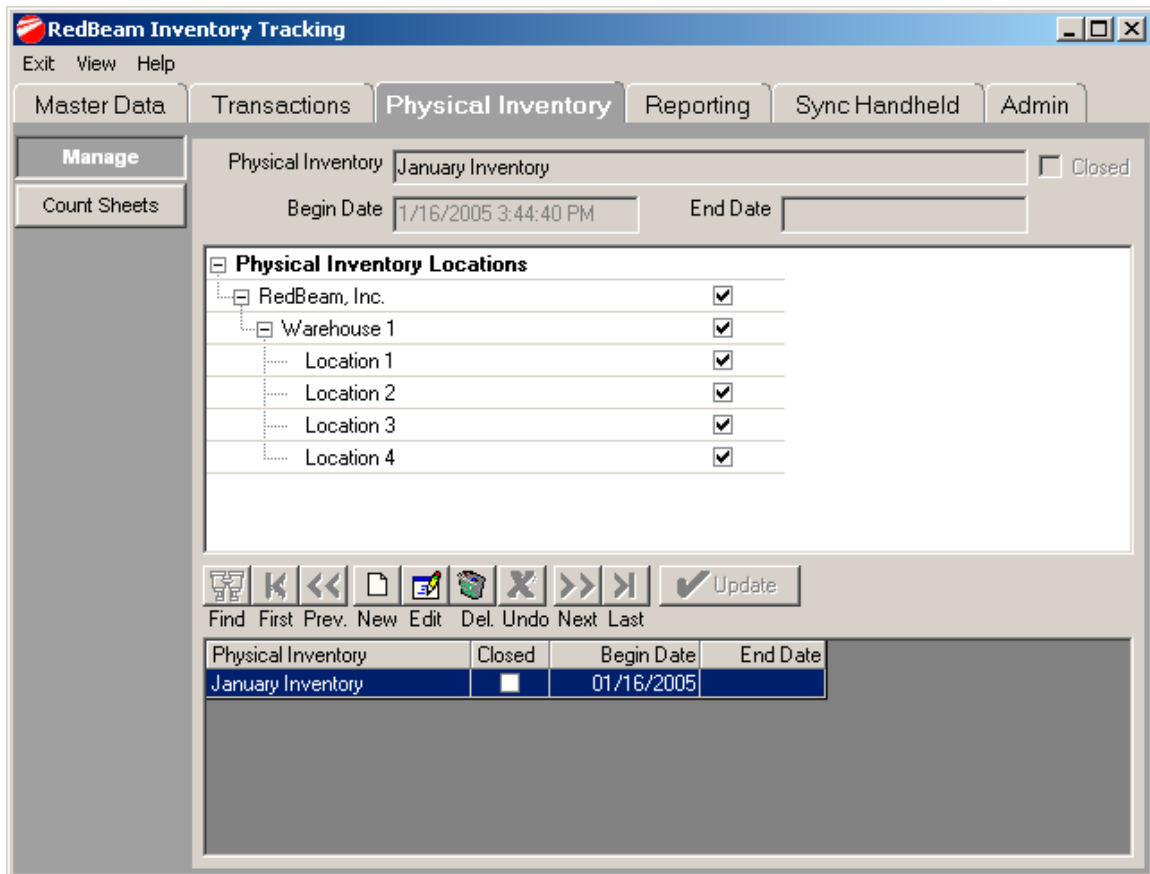 RedBeam Inventory Tracking
Exit View Help
Master Data Transactions Physical Inventory Reporting Sync Handheld Admin
Manage
Count Sheets
Physical Inventory January Inventory Closed
Begin Date 1/16/2005 3:44:40 PM End Date
Physical Inventory Locations
RedBeam, Inc.
Warehouse 1
Location 1
Location 2
Location 3
Location 4
Update
Find First Prev. New Edit Del. Undo Next Last
Physical Inventory Closed Begin Date End Date
January Inventory 01/16/2005